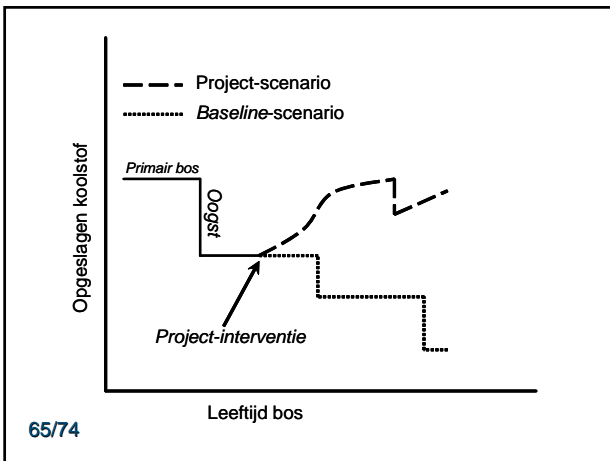 Project-scenario
Baseline-scenario
Primair bos
Oogst
Opgeslagen koolstof
Project-interventie
Leeftijd bos
65/74